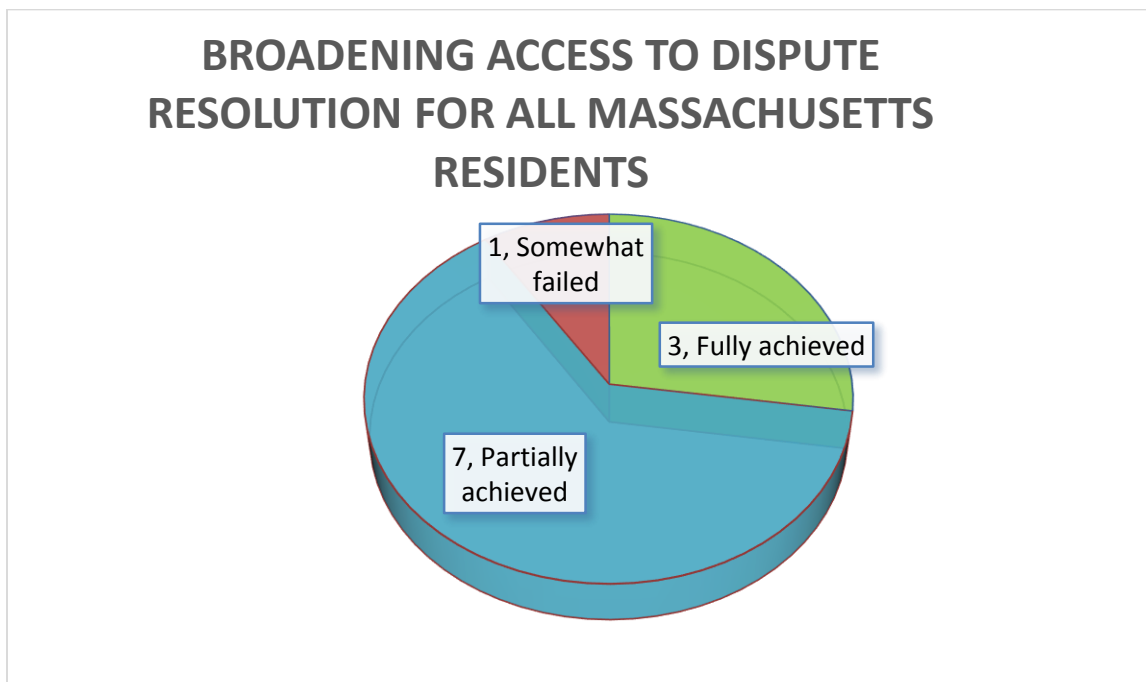 BROADENING ACCESS TO DISPUTE
RESOLUTION FOR ALL MASSACHUSETTS
RESIDENTS
1, Somewhat
failed
3, Fully achieved
7, Partially
achieved